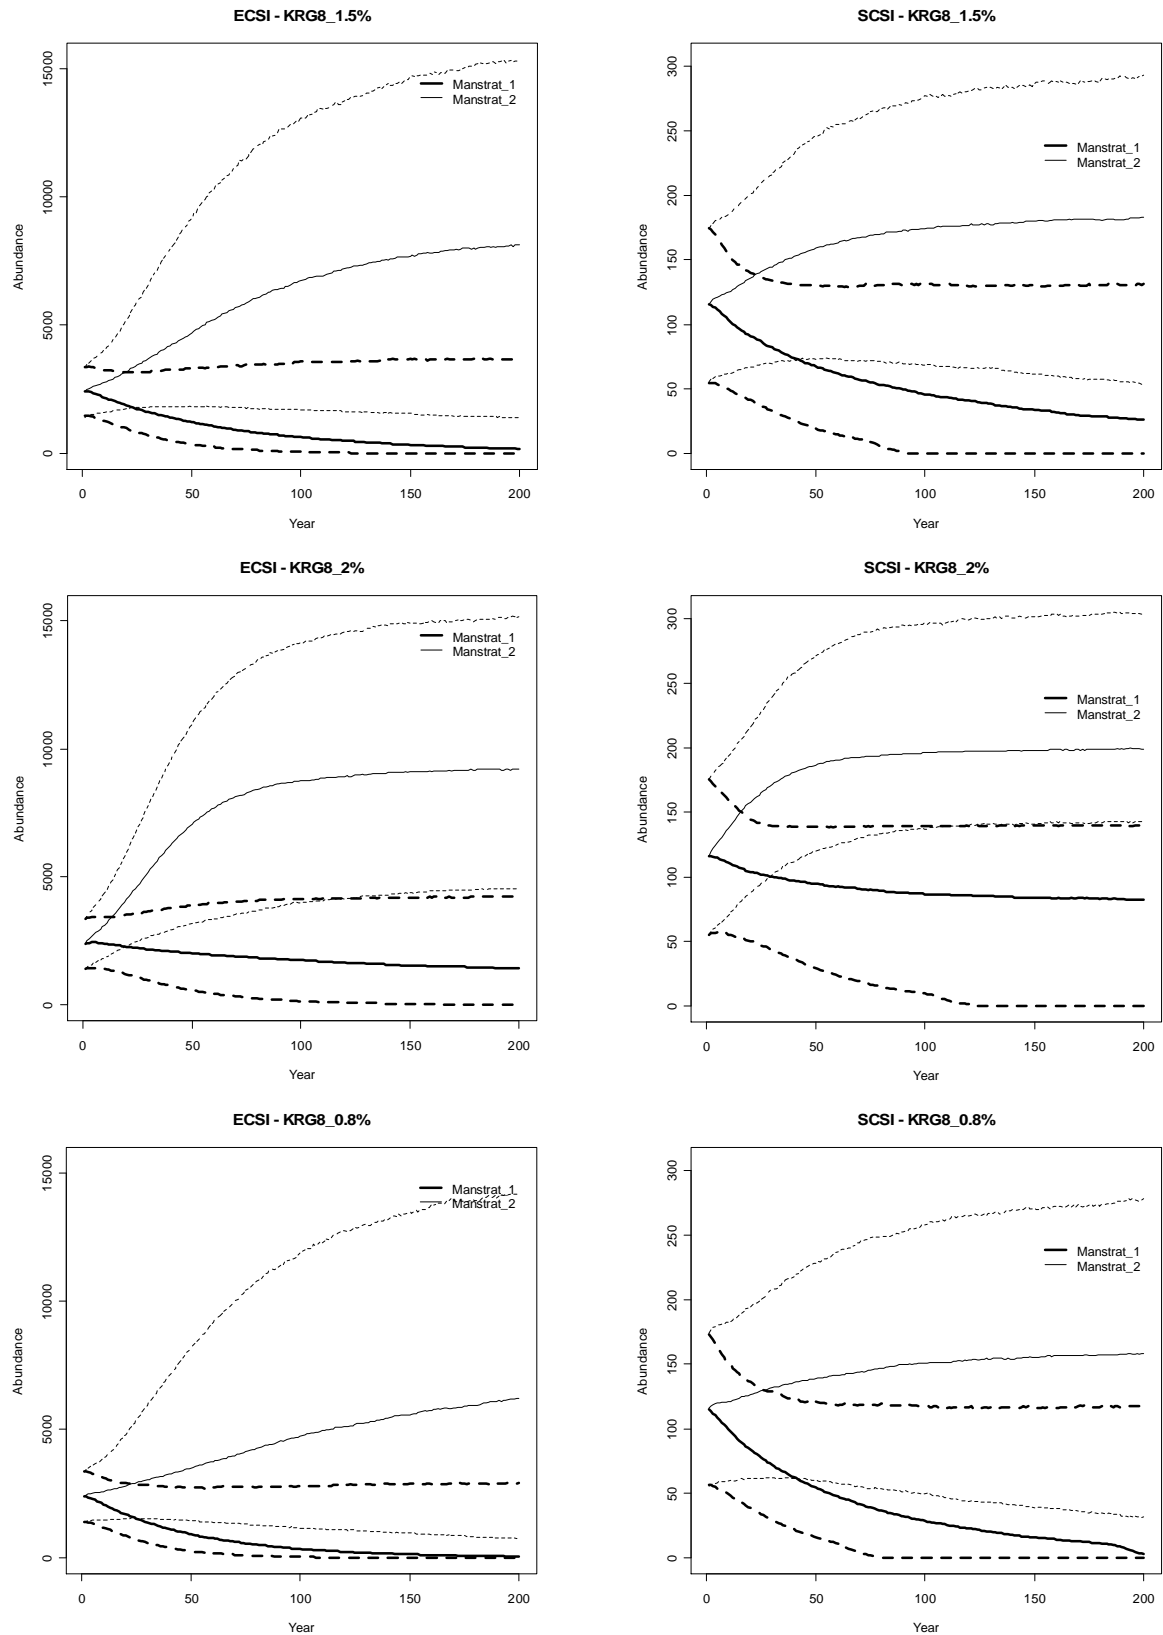 ECSI - KRG8_1.5%
15000
10000
5000
0
Abundance
Manstrat_1
Manstrat_2
0 50 100 150 200
Year
SCSI - KRG8_1.5%
300
250
200
150
100
50
0
Abundance
Manstrat_1
Manstrat_2
0 50 100 150 200
Year
ECSI - KRG8_2%
15000
10000
5000
0
Abundance
Manstrat_1
Manstrat_2
0 50 100 150 200
Year
SCSI - KRG8_2%
300
250
200
150
100
50
0
Abundance
Manstrat_1
Manstrat_2
0 50 100 150 200
Year
ECSI - KRG8_0.8%
15000
10000
5000
0
Abundance
Manstrat_1
Manstrat_2
0 50 100 150 200
Year
SCSI - KRG8_0.8%
300
250
200
150
100
50
0
Abundance
Manstrat_1
Manstrat_2
0 50 100 150 200
Year